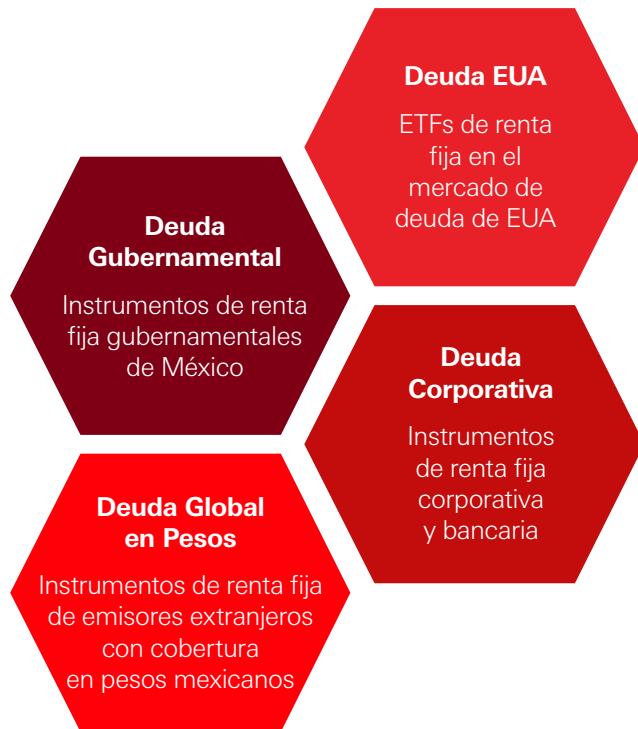 Deuda EUA
ETFs de renta
fija en el
mercado de
deuda de EUA
Deuda
Gubernamental
Instrumentos de renta
fija gubernamentales
de México
Deuda
Corporativa
Instrumentos
de renta fija
corporativa
y bancaria
Deuda Global
en Pesos
Instrumentos de renta fija
de emisores extranjeros
con cobertura
en pesos mexicanos